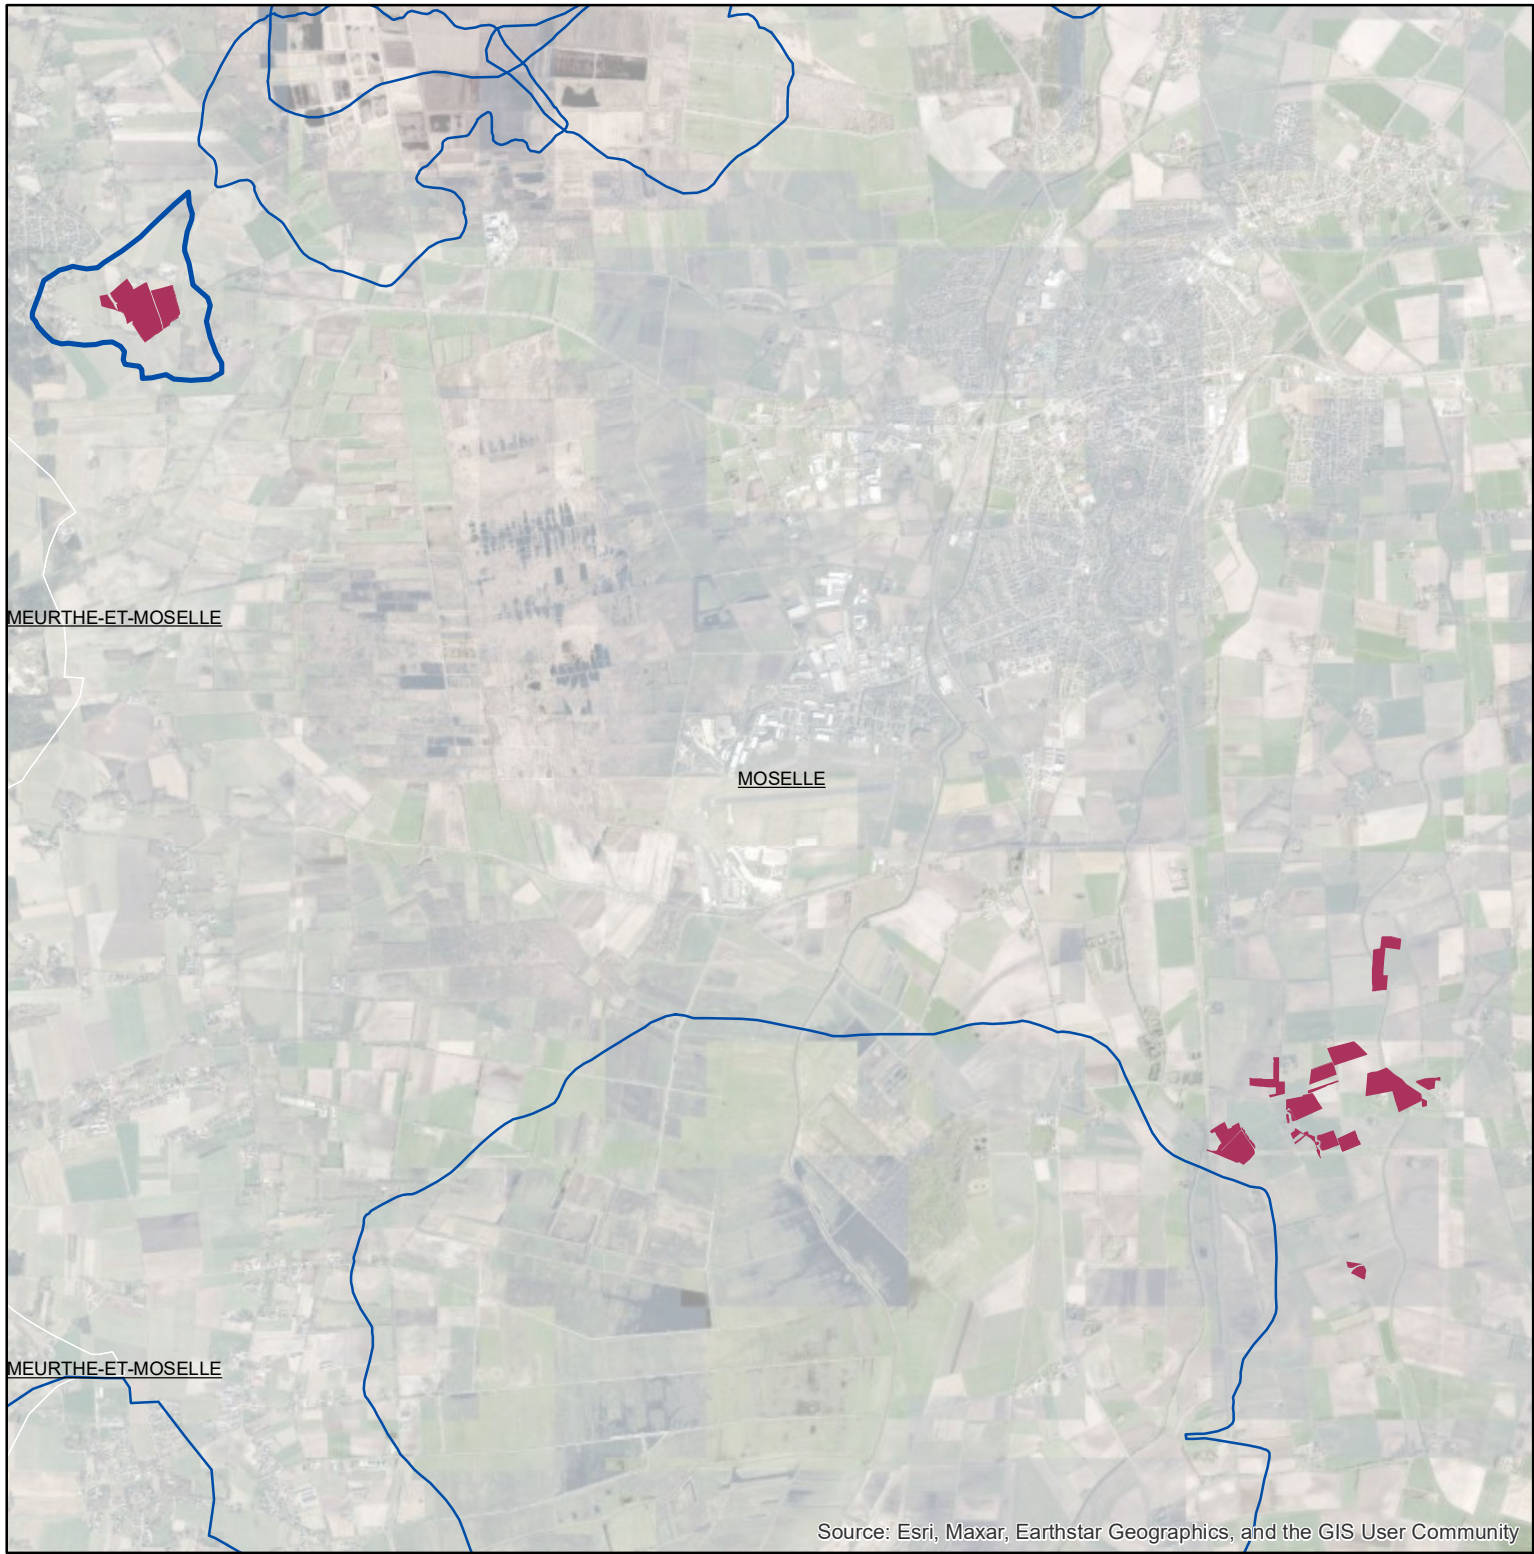 MEURTHE-ET-MOSELLE
MOSELLE
MEURTHE-ET-MOSELLE
Source: Esri, Maxar, Earthstar Geographics, and the GIS User Community